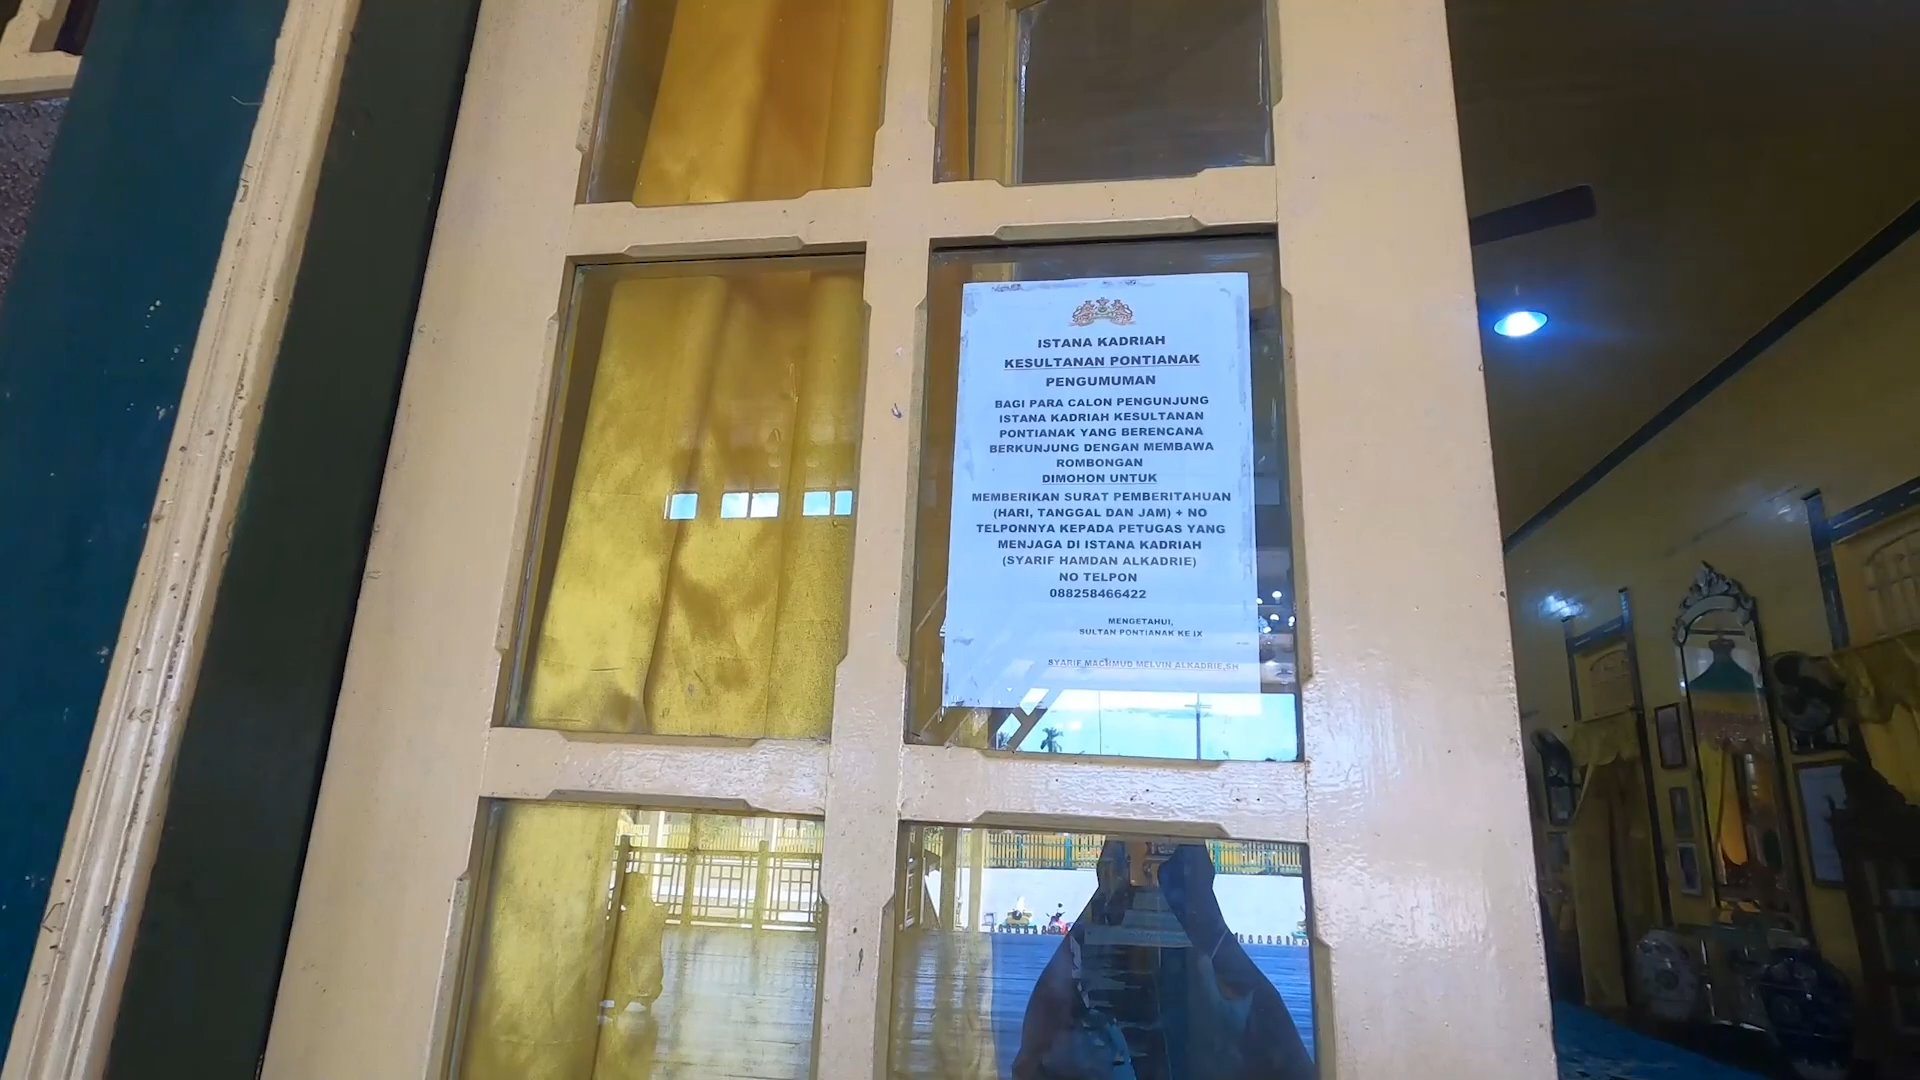 ISTANA KADRIAH
KESULTANAN PONTIANAK
PENGUMUMAN
BAGI PARA CALON PENGUNJUNG
ISTANA KADRIAH KESULTANAN
PONTIANAK YANG BERENCANA
BERKUNJUNG DENGAN MEMBAWA
ROMBONGAN
DIMOHON UNTUK
MEMBERIKAN SURAT PEMBERITAHUAN
(HARI, TANGGAL DAN JAM) + NO
TELPONNYA KEPADA PETUGAS YANG
MENJAGA DI ISTANA KADRIAH
(SYARIF HAMDAN ALKADRIE)
NO TELPON
088258466422
MENGETAHUI,
SULTAN PONTIANAK KE IX
SYARIF MACHMUD MELVIN ALKADRIE,SH